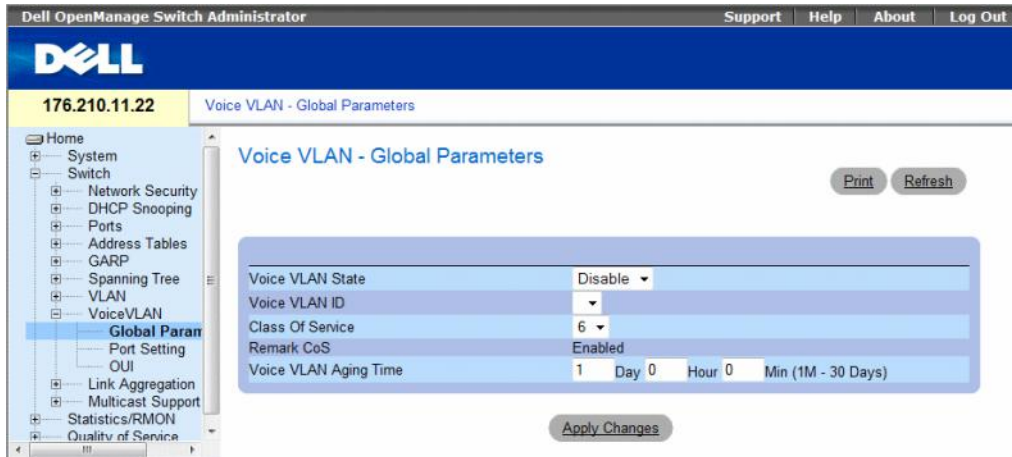 Dell OpenManage Switch Administrator
Support Help About Log Out
DELL
176.210.11.22
Voice VLAN - Global Parameters
Home
System
Switch
Network Security
DHCP Snooping
Ports
Address Tables
GARP
Spanning Tree
VLAN
VoiceVLAN
Global Param
Port Setting
OUI
Link Aggregation
Multicast Support
Statistics/RMON
Quality of Service
Voice VLAN - Global Parameters
Print Refresh
Voice VLAN State Disable
Voice VLAN ID
Class Of Service 6
Remark CoS Enabled
Voice VLAN Aging Time 1 Day 0 Hour 0 Min (1M - 30 Days)
Apply Changes